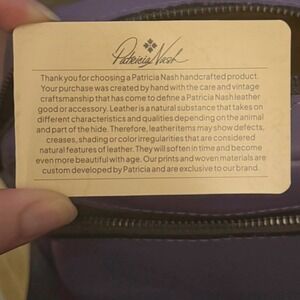 Patricia Nash
Thank you for choosing a Patricia Nash handcrafted product.
Your purchase was created by hand with the care and vintage
craftsmanship that has come to define a Patricia Nash leather
good or accessory. Leather is a natural substance that takes on
different characteristics and qualities depending on the animal
and part of the hide. Therefore, leather items may show defects,
creases, shading or color irregularities that are considered
natural features of leather. They will soften in time and become
even more beautiful with age. Our prints and woven materials are
custom developed by Patricia and are exclusive to our brand.